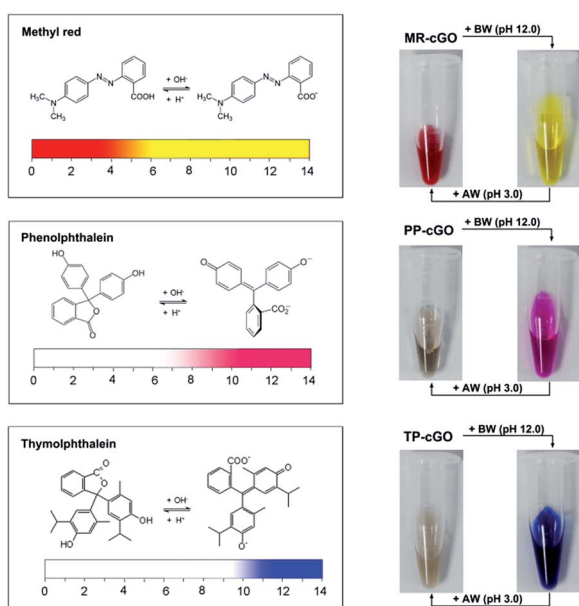 Methyl red
N
N
COOH
H₃C
N
CH₃
+ OH⁻
+ H⁺
N
N
COO⁻
H₃C
N
CH₃
0 2 4 6 8 10 12 14
MR-cGO
+ BW (pH 12.0)
+ AW (pH 3.0)
Phenolphthalein
HO
OH
O
O
+ OH⁻
+ H⁺
O
O⁻
CO₂⁻
0 2 4 6 8 10 12 14
PP-cGO
+ BW (pH 12.0)
+ AW (pH 3.0)
Thymolphthalein
C
O
O
HO
OH
+ OH⁻
+ H⁺
COO⁻
O
O⁻
0 2 4 6 8 10 12 14
TP-cGO
+ BW (pH 12.0)
+ AW (pH 3.0)